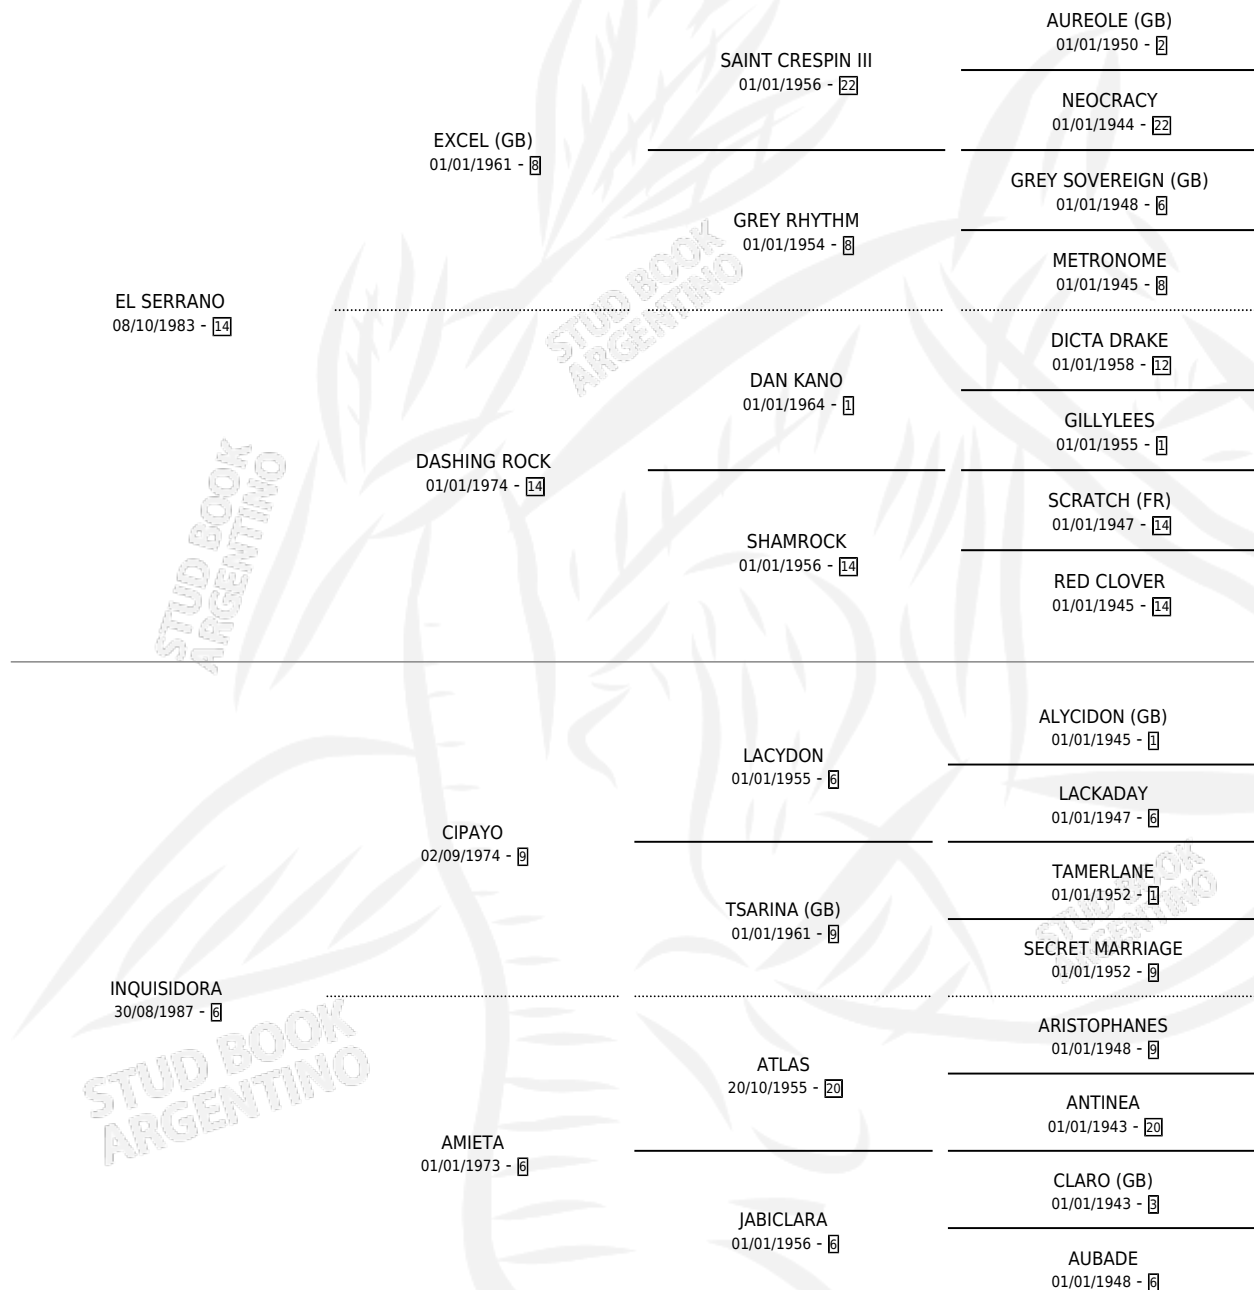 AUREOLE (GB)
01/01/1950 - 2
SAINT CRESPIN III
01/01/1956 - 22
NEOCRACY
01/01/1944 - 22
EXCEL (GB)
01/01/1961 - 8
GREY SOVEREIGN (GB)
01/01/1948 - 6
GREY RHYTHM
01/01/1954 - 8
METRONOME
01/01/1945 - 8
EL SERRANO
08/10/1983 - 14
STUD BOOK
ARGENTINO
DICTA DRAKE
01/01/1958 - 12
DAN KANO
01/01/1964 - 1
GILLYLEES
01/01/1955 - 1
DASHING ROCK
01/01/1974 - 14
SCRATCH (FR)
01/01/1947 - 14
SHAMROCK
01/01/1956 - 14
RED CLOVER
01/01/1945 - 14
STUD BOOK
ARGENTINO
ALYCIDON (GB)
01/01/1945 - 1
LACYDON
01/01/1955 - 6
LACKADAY
01/01/1947 - 6
CIPAYO
02/09/1974 - 9
TAMERLANE
01/01/1952 - 1
TSARINA (GB)
01/01/1961 - 9
STUD BOOK
ARGENTINO
SECRET MARRIAGE
01/01/1952 - 9
INQUISIDORA
30/08/1987 - 6
ARISTOPHANES
01/01/1948 - 9
STUD BOOK
ARGENTINO
ATLAS
20/10/1955 - 20
ANTINEA
01/01/1943 - 20
AMIETA
01/01/1973 - 6
CLARO (GB)
01/01/1943 - 3
JABICLARA
01/01/1956 - 6
AUBADE
01/01/1948 - 6